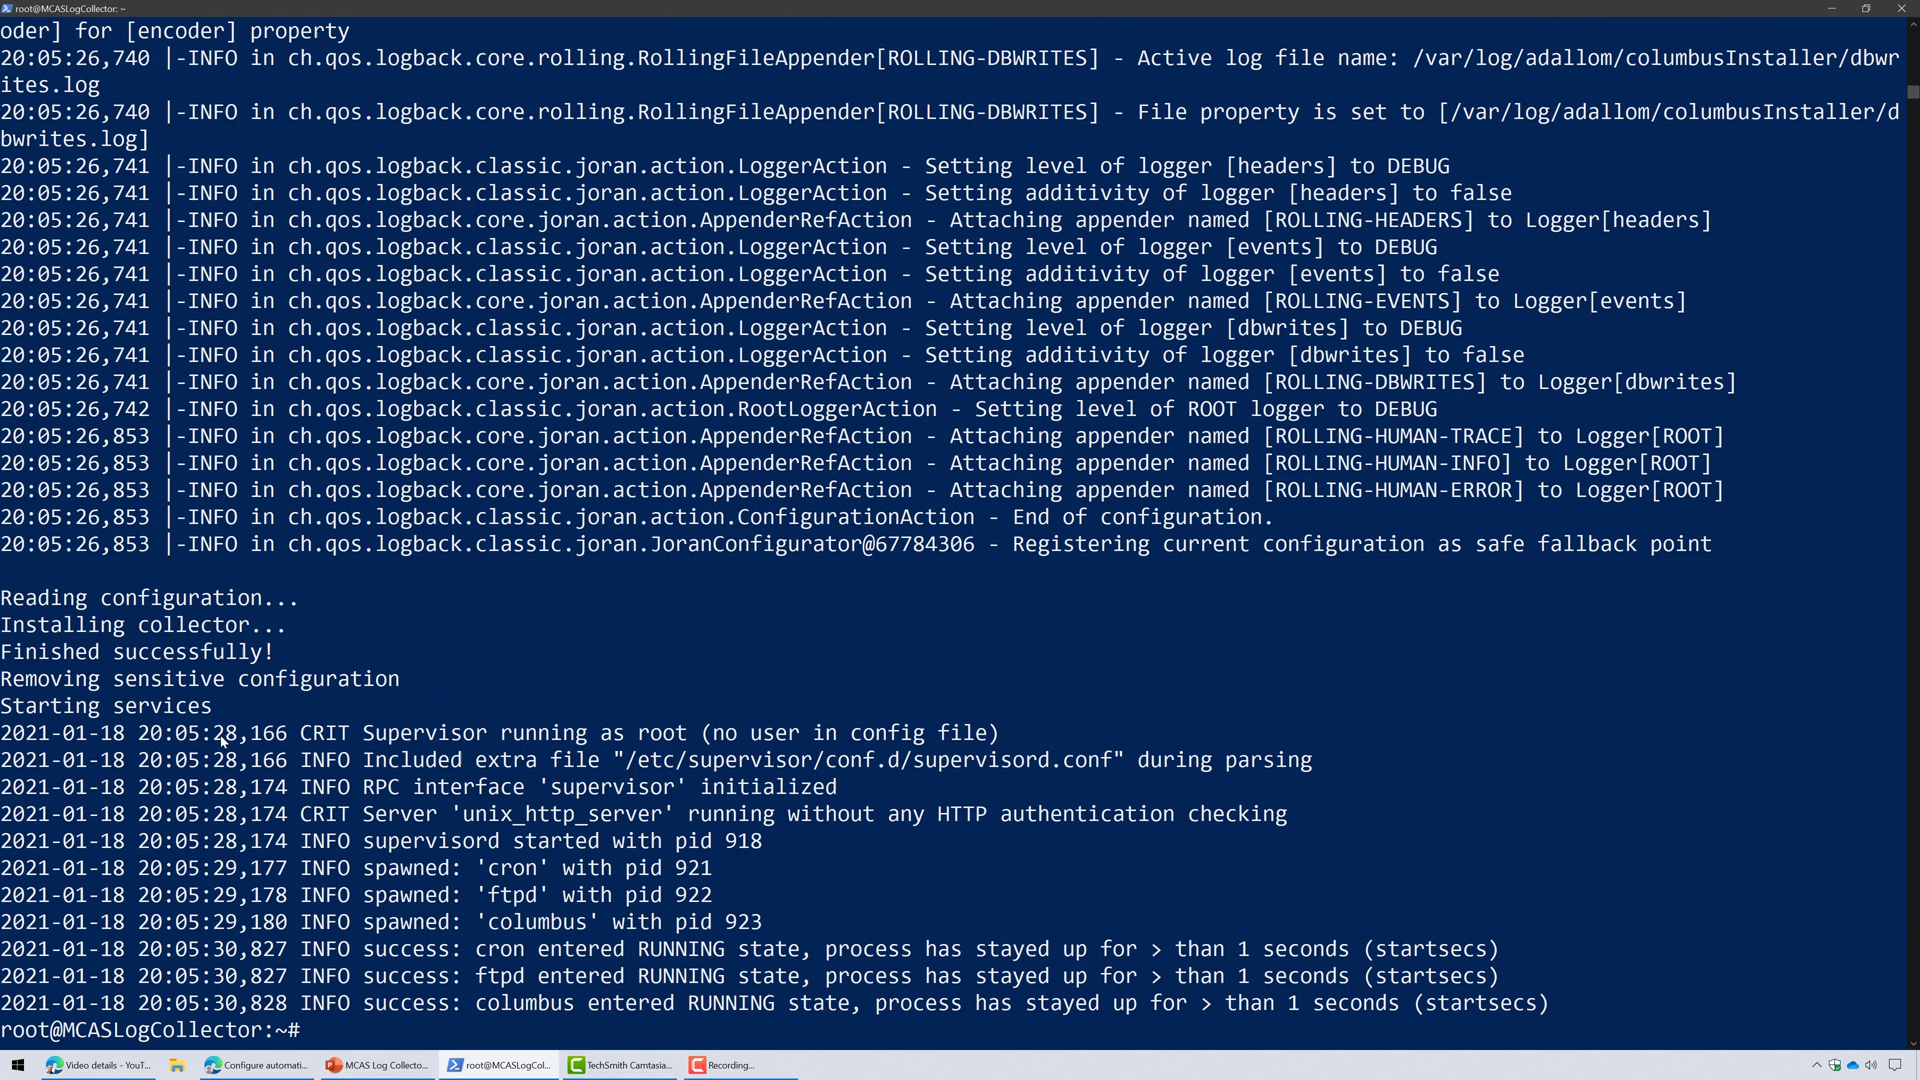 root@MCASLogCollector: ~
oder] for [encoder] property
20:05:26,740 |-INFO in ch.qos.logback.core.rolling.RollingFileAppender[ROLLING-DBWRITES] - Active log file name: /var/log/adallom/columbusInstaller/dbwr
ites.log
20:05:26,740 |-INFO in ch.qos.logback.core.rolling.RollingFileAppender[ROLLING-DBWRITES] - File property is set to [/var/log/adallom/columbusInstaller/d
bwrites.log]
20:05:26,741 |-INFO in ch.qos.logback.classic.joran.action.LoggerAction - Setting level of logger [headers] to DEBUG
20:05:26,741 |-INFO in ch.qos.logback.classic.joran.action.LoggerAction - Setting additivity of logger [headers] to false
20:05:26,741 |-INFO in ch.qos.logback.core.joran.action.AppenderRefAction - Attaching appender named [ROLLING-HEADERS] to Logger[headers]
20:05:26,741 |-INFO in ch.qos.logback.classic.joran.action.LoggerAction - Setting level of logger [events] to DEBUG
20:05:26,741 |-INFO in ch.qos.logback.classic.joran.action.LoggerAction - Setting additivity of logger [events] to false
20:05:26,741 |-INFO in ch.qos.logback.core.joran.action.AppenderRefAction - Attaching appender named [ROLLING-EVENTS] to Logger[events]
20:05:26,741 |-INFO in ch.qos.logback.classic.joran.action.LoggerAction - Setting level of logger [dbwrites] to DEBUG
20:05:26,741 |-INFO in ch.qos.logback.classic.joran.action.LoggerAction - Setting additivity of logger [dbwrites] to false
20:05:26,741 |-INFO in ch.qos.logback.core.joran.action.AppenderRefAction - Attaching appender named [ROLLING-DBWRITES] to Logger[dbwrites]
20:05:26,742 |-INFO in ch.qos.logback.classic.joran.action.RootLoggerAction - Setting level of ROOT logger to DEBUG
20:05:26,853 |-INFO in ch.qos.logback.core.joran.action.AppenderRefAction - Attaching appender named [ROLLING-HUMAN-TRACE] to Logger[ROOT]
20:05:26,853 |-INFO in ch.qos.logback.core.joran.action.AppenderRefAction - Attaching appender named [ROLLING-HUMAN-INFO] to Logger[ROOT]
20:05:26,853 |-INFO in ch.qos.logback.core.joran.action.AppenderRefAction - Attaching appender named [ROLLING-HUMAN-ERROR] to Logger[ROOT]
20:05:26,853 |-INFO in ch.qos.logback.classic.joran.action.ConfigurationAction - End of configuration.
20:05:26,853 |-INFO in ch.qos.logback.classic.joran.JoranConfigurator@67784306 - Registering current configuration as safe fallback point
Reading configuration...
Installing collector...
Finished successfully!
Removing sensitive configuration
Starting services
2021-01-18 20:05:28,166 CRIT Supervisor running as root (no user in config file)
2021-01-18 20:05:28,166 INFO Included extra file "/etc/supervisor/conf.d/supervisord.conf" during parsing
2021-01-18 20:05:28,174 INFO RPC interface 'supervisor' initialized
2021-01-18 20:05:28,174 CRIT Server 'unix_http_server' running without any HTTP authentication checking
2021-01-18 20:05:28,174 INFO supervisord started with pid 918
2021-01-18 20:05:29,177 INFO spawned: 'cron' with pid 921
2021-01-18 20:05:29,178 INFO spawned: 'ftpd' with pid 922
2021-01-18 20:05:29,180 INFO spawned: 'columbus' with pid 923
2021-01-18 20:05:30,827 INFO success: cron entered RUNNING state, process has stayed up for > than 1 seconds (startsecs)
2021-01-18 20:05:30,827 INFO success: ftpd entered RUNNING state, process has stayed up for > than 1 seconds (startsecs)
2021-01-18 20:05:30,828 INFO success: columbus entered RUNNING state, process has stayed up for > than 1 seconds (startsecs)
root@MCASLogCollector:~#
Video details - YouT... Configure automati... MCAS Log Collecto... root@MCASLogCol... TechSmith Camtasia... Recording...